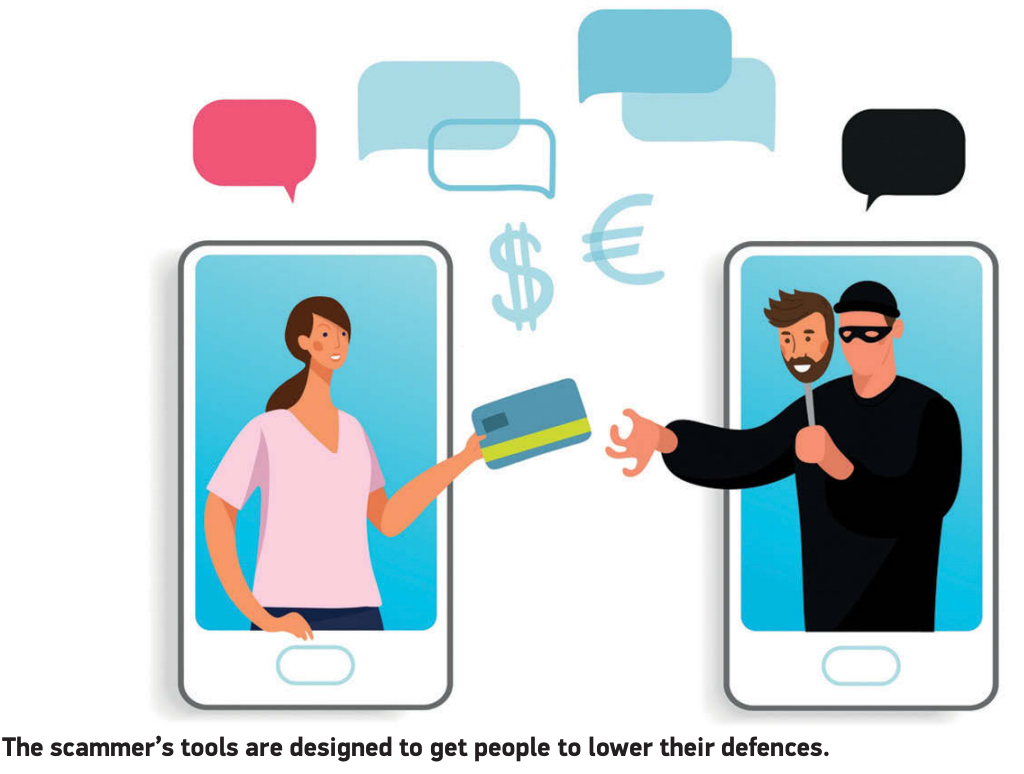 $ €
The scammer's tools are designed to get people to lower their defences.